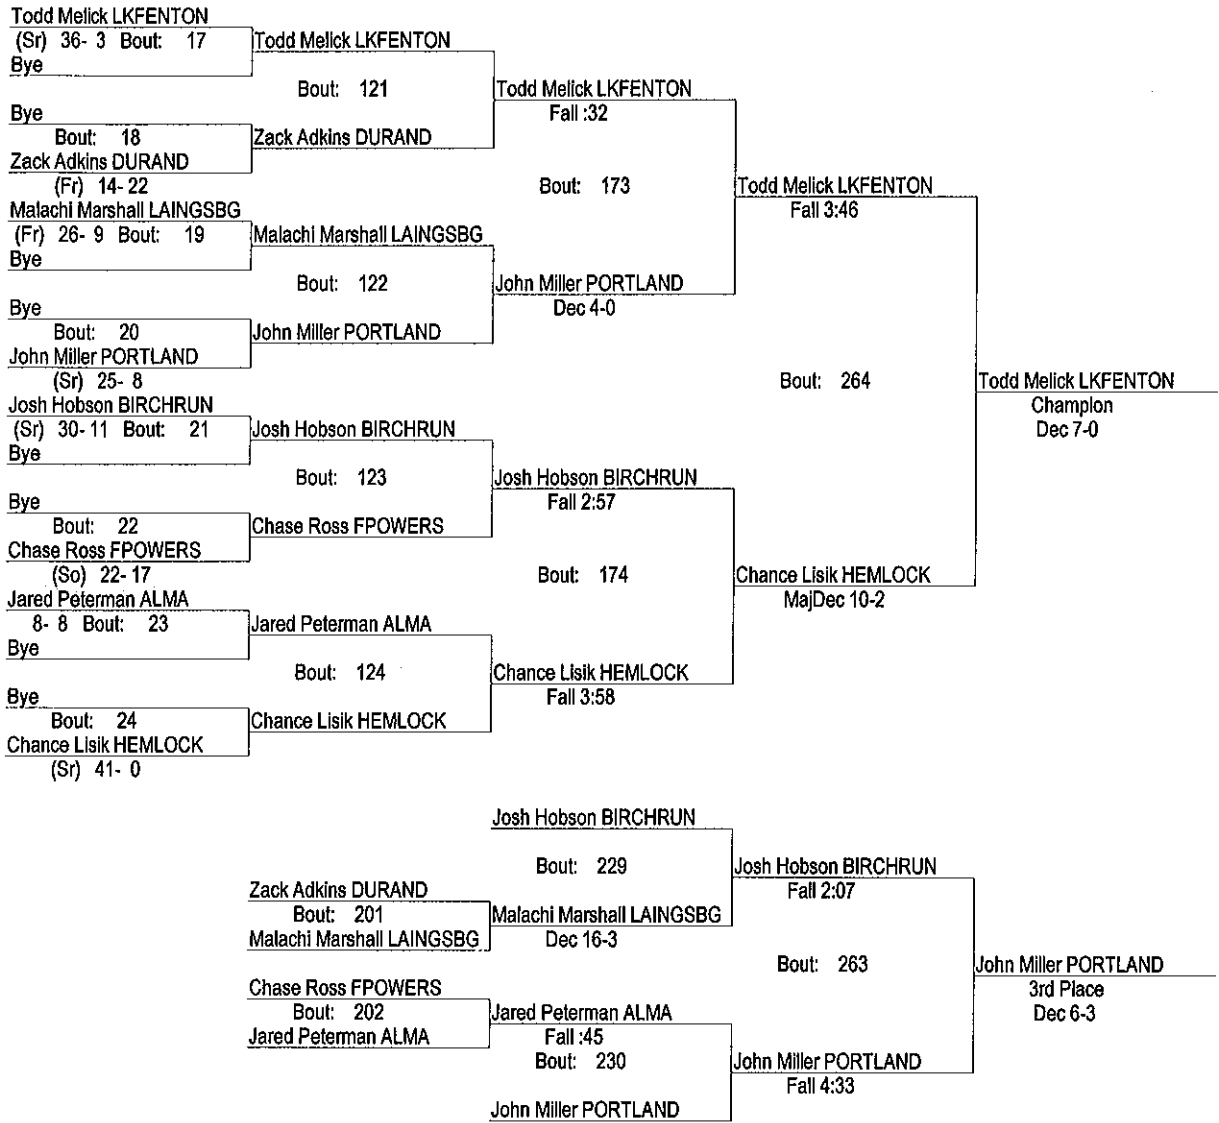 Todd Melick LKFENTON
(Sr) 36- 3 Bout: 17
Bye
Todd Melick LKFENTON
Bout: 121
Bye
Bout: 18
Zack Adkins DURAND
(Fr) 14- 22
Zack Adkins DURAND
Todd Melick LKFENTON
Fall :32
Bout: 173
Malachi Marshall LAINGSBG
(Fr) 26- 9 Bout: 19
Bye
Malachi Marshall LAINGSBG
Bout: 122
Bye
Bout: 20
John Miller PORTLAND
(Sr) 25- 8
John Miller PORTLAND
John Miller PORTLAND
Dec 4-0
Todd Melick LKFENTON
Fall 3:46
Bout: 264
Todd Melick LKFENTON
Champion
Dec 7-0
Josh Hobson BIRCHRUN
(Sr) 30- 11 Bout: 21
Bye
Josh Hobson BIRCHRUN
Bout: 123
Bye
Bout: 22
Chase Ross FPOWERS
(So) 22- 17
Chase Ross FPOWERS
Josh Hobson BIRCHRUN
Fall 2:57
Bout: 174
Jared Peterman ALMA
8- 8 Bout: 23
Bye
Jared Peterman ALMA
Bout: 124
Bye
Bout: 24
Chance Lisik HEMLOCK
(Sr) 41- 0
Chance Lisik HEMLOCK
Chance Lisik HEMLOCK
Fall 3:58
Chance Lisik HEMLOCK
MajDec 10-2
Josh Hobson BIRCHRUN
Bout: 229
Zack Adkins DURAND
Bout: 201
Malachi Marshall LAINGSBG
Malachi Marshall LAINGSBG
Dec 16-3
Josh Hobson BIRCHRUN
Fall 2:07
Bout: 263
John Miller PORTLAND
3rd Place
Dec 6-3
Chase Ross FPOWERS
Bout: 202
Jared Peterman ALMA
Jared Peterman ALMA
Fall :45
Bout: 230
John Miller PORTLAND
John Miller PORTLAND
Fall 4:33